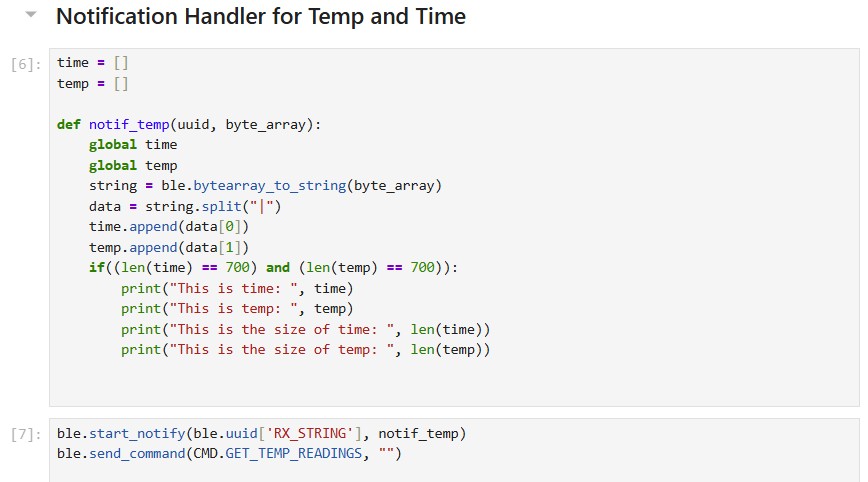 Notification Handler for Temp and Time
[6]:
time = []
temp = []
def notif_temp(uuid, byte_array):
    global time
    global temp
    string = ble.bytearray_to_string(byte_array)
    data = string.split("|")
    time.append(data[0])
    temp.append(data[1])
    if((len(time) == 700) and (len(temp) == 700)):
        print("This is time: ", time)
        print("This is temp: ", temp)
        print("This is the size of time: ", len(time))
        print("This is the size of temp: ", len(temp))
[7]:
ble.start_notify(ble.uuid['RX_STRING'], notif_temp)
ble.send_command(CMD.GET_TEMP_READINGS, "")